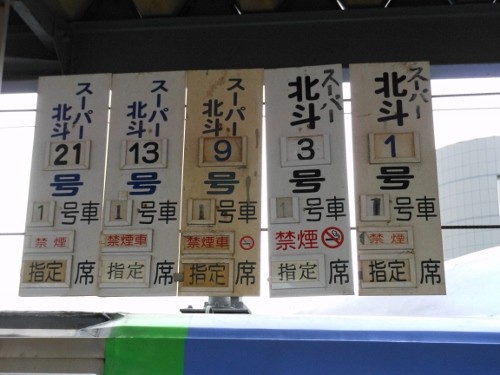 スーパー北斗
21
号
1号車
禁煙
指定席
スーパー北斗
13
号
1号車
禁煙車
指定席
スーパー北斗
9
号
1号車
禁煙車
指定席
スーパー北斗
3
号
1号車
禁煙
指定席
スーパー北斗
1
号
1号車
禁煙
指定席